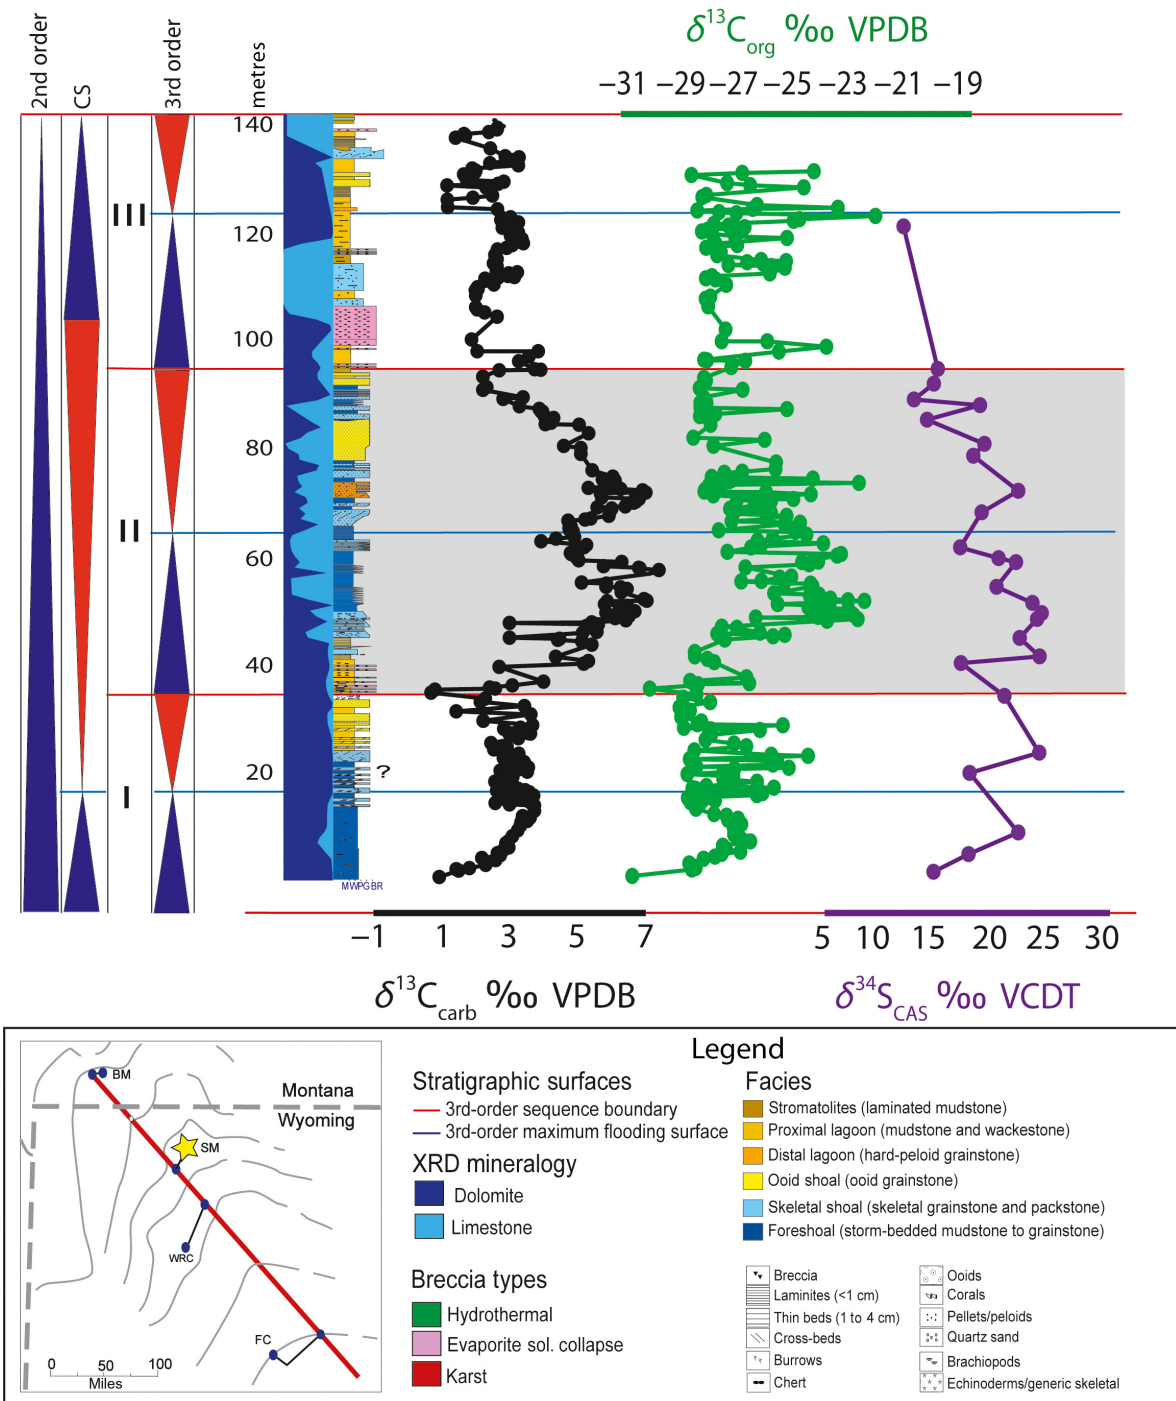 δ13Corg ‰ VPDB
−31 −29 −27 −25 −23 −21 −19
2nd order
CS
3rd order
metres
140
III
120
100
80
II
60
40
20
?
I
MWPGBR
−1 1 3 5 7
5 10 15 20 25 30
δ13Ccarb ‰ VPDB
δ34SCAS ‰ VCDT
Legend
BM
Montana
Wyoming
SM
WRC
FC
0 50 100
Miles
Stratigraphic surfaces
3rd-order sequence boundary
3rd-order maximum flooding surface
XRD mineralogy
Dolomite
Limestone
Breccia types
Hydrothermal
Evaporite sol. collapse
Karst
Facies
Stromatolites (laminated mudstone)
Proximal lagoon (mudstone and wackestone)
Distal lagoon (hard-peloid grainstone)
Ooid shoal (ooid grainstone)
Skeletal shoal (skeletal grainstone and packstone)
Foreshoal (storm-bedded mudstone to grainstone)
Breccia
Laminites (<1 cm)
Thin beds (1 to 4 cm)
Cross-beds
Burrows
Chert
Ooids
Corals
Pellets/peloids
Quartz sand
Brachiopods
Echinoderms/generic skeletal